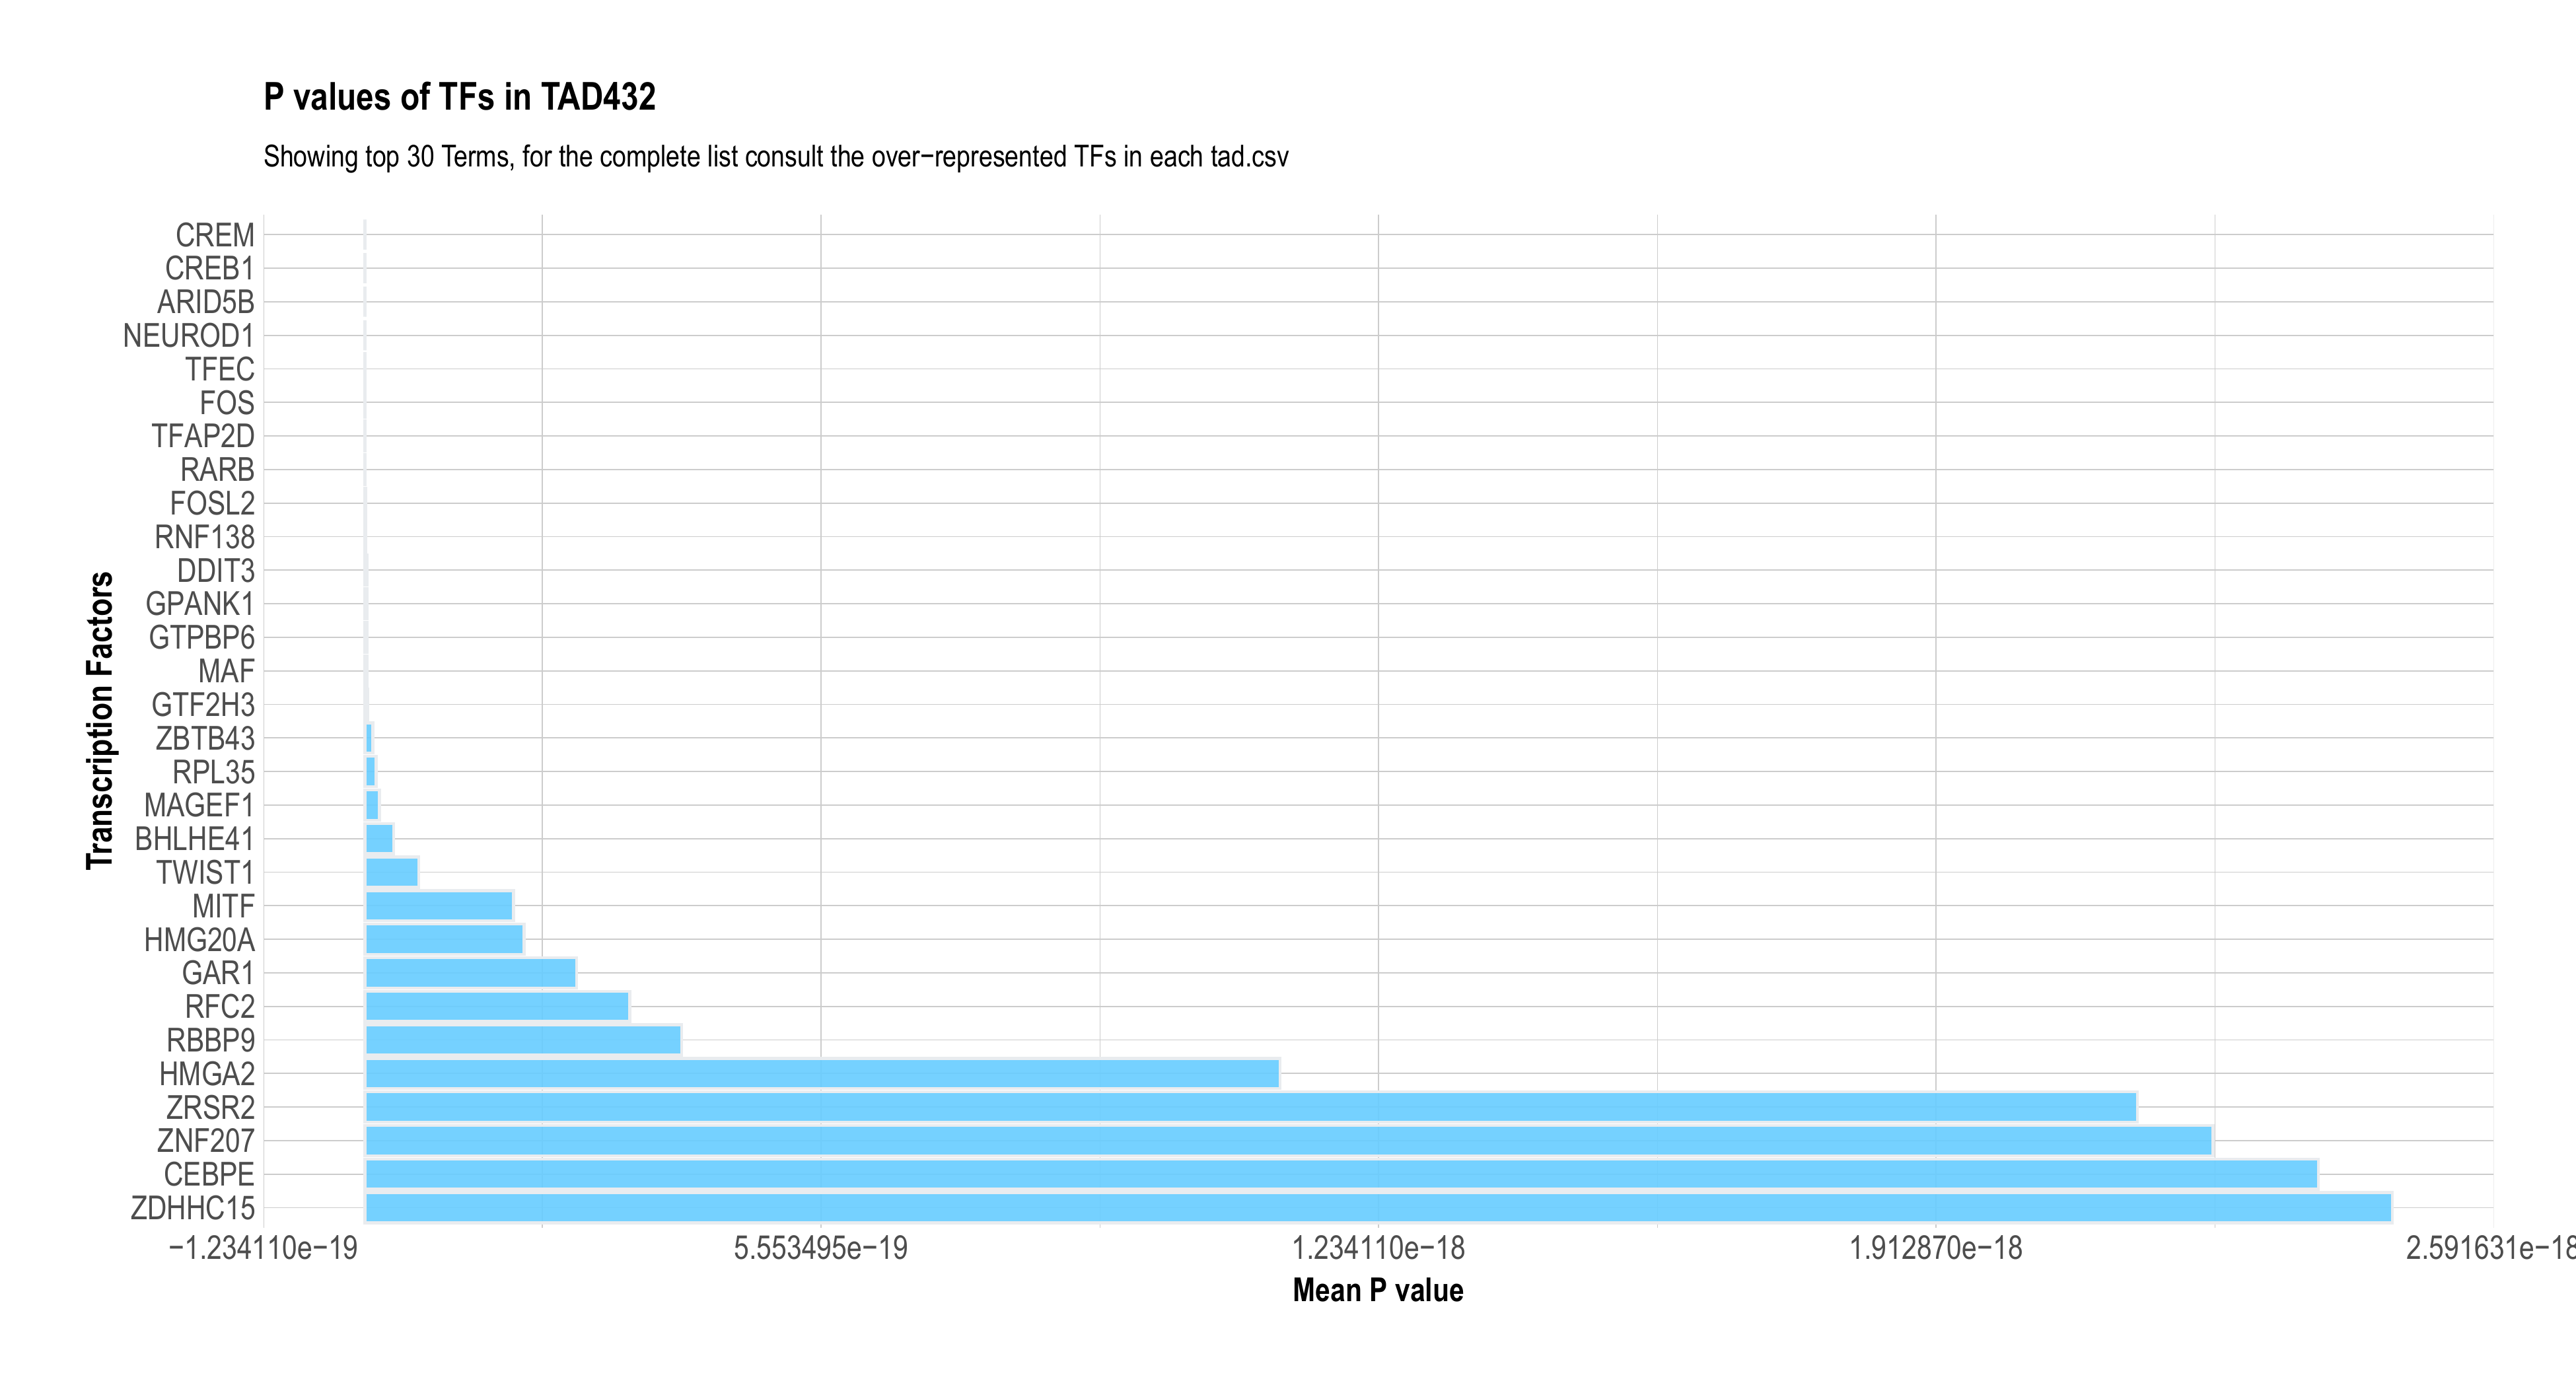 P values of TFs in TAD432
Showing top 30 Terms, for the complete list consult the over−represented TFs in each tad.csv
Transcription Factors
CREM
CREB1
ARID5B
NEUROD1
TFEC
FOS
TFAP2D
RARB
FOSL2
RNF138
DDIT3
GPANK1
GTPBP6
MAF
GTF2H3
ZBTB43
RPL35
MAGEF1
BHLHE41
TWIST1
MITF
HMG20A
GAR1
RFC2
RBBP9
HMGA2
ZRSR2
ZNF207
CEBPE
ZDHHC15
−1.234110e−19 5.553495e−19 1.234110e−18 1.912870e−18 2.591631e−18
Mean P value